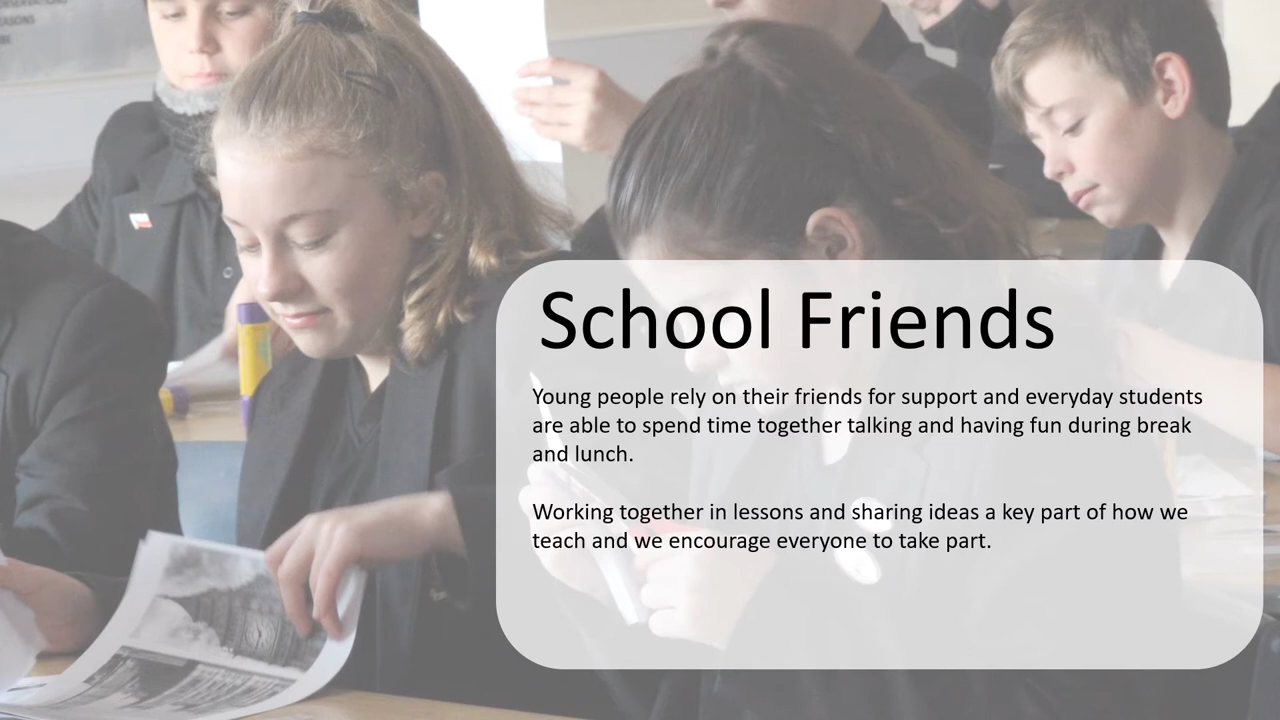 School Friends
Young people rely on their friends for support and everyday students
are able to spend time together talking and having fun during break
and lunch.
Working together in lessons and sharing ideas a key part of how we
teach and we encourage everyone to take part.